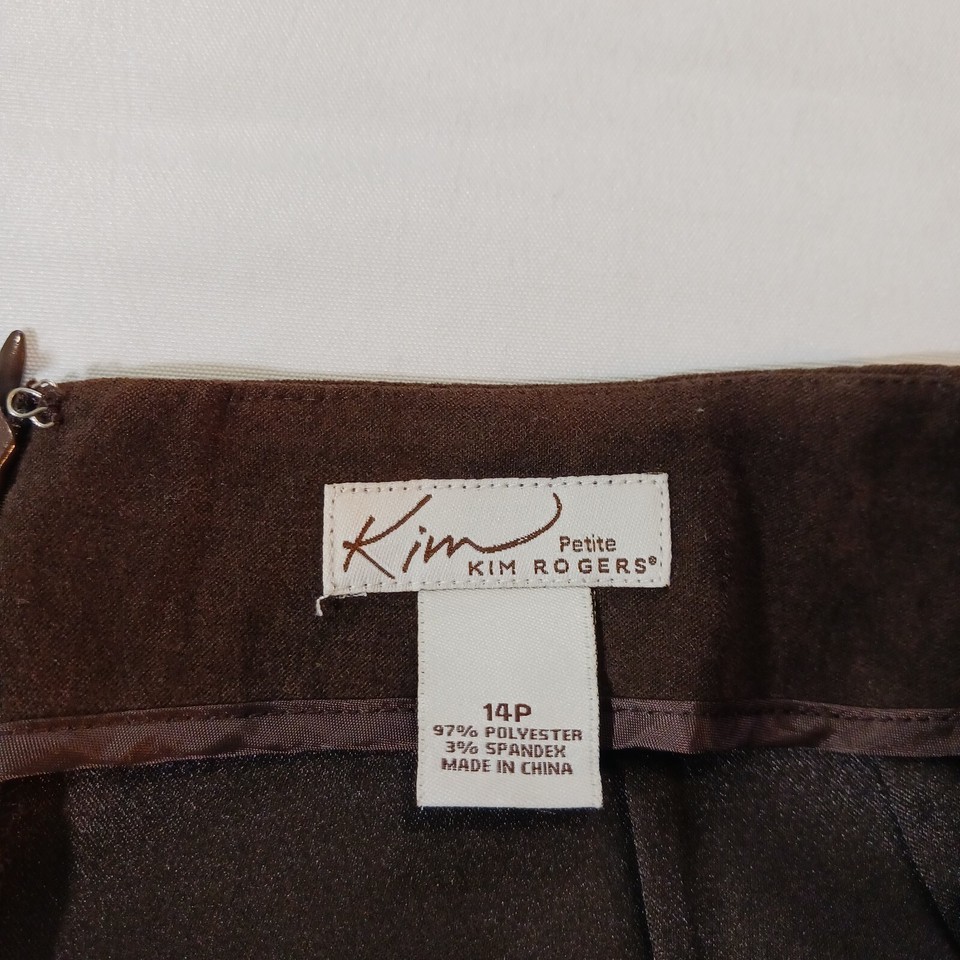 Kim Petite
KIM ROGERS®
14P
97% POLYESTER
3% SPANDEX
MADE IN CHINA